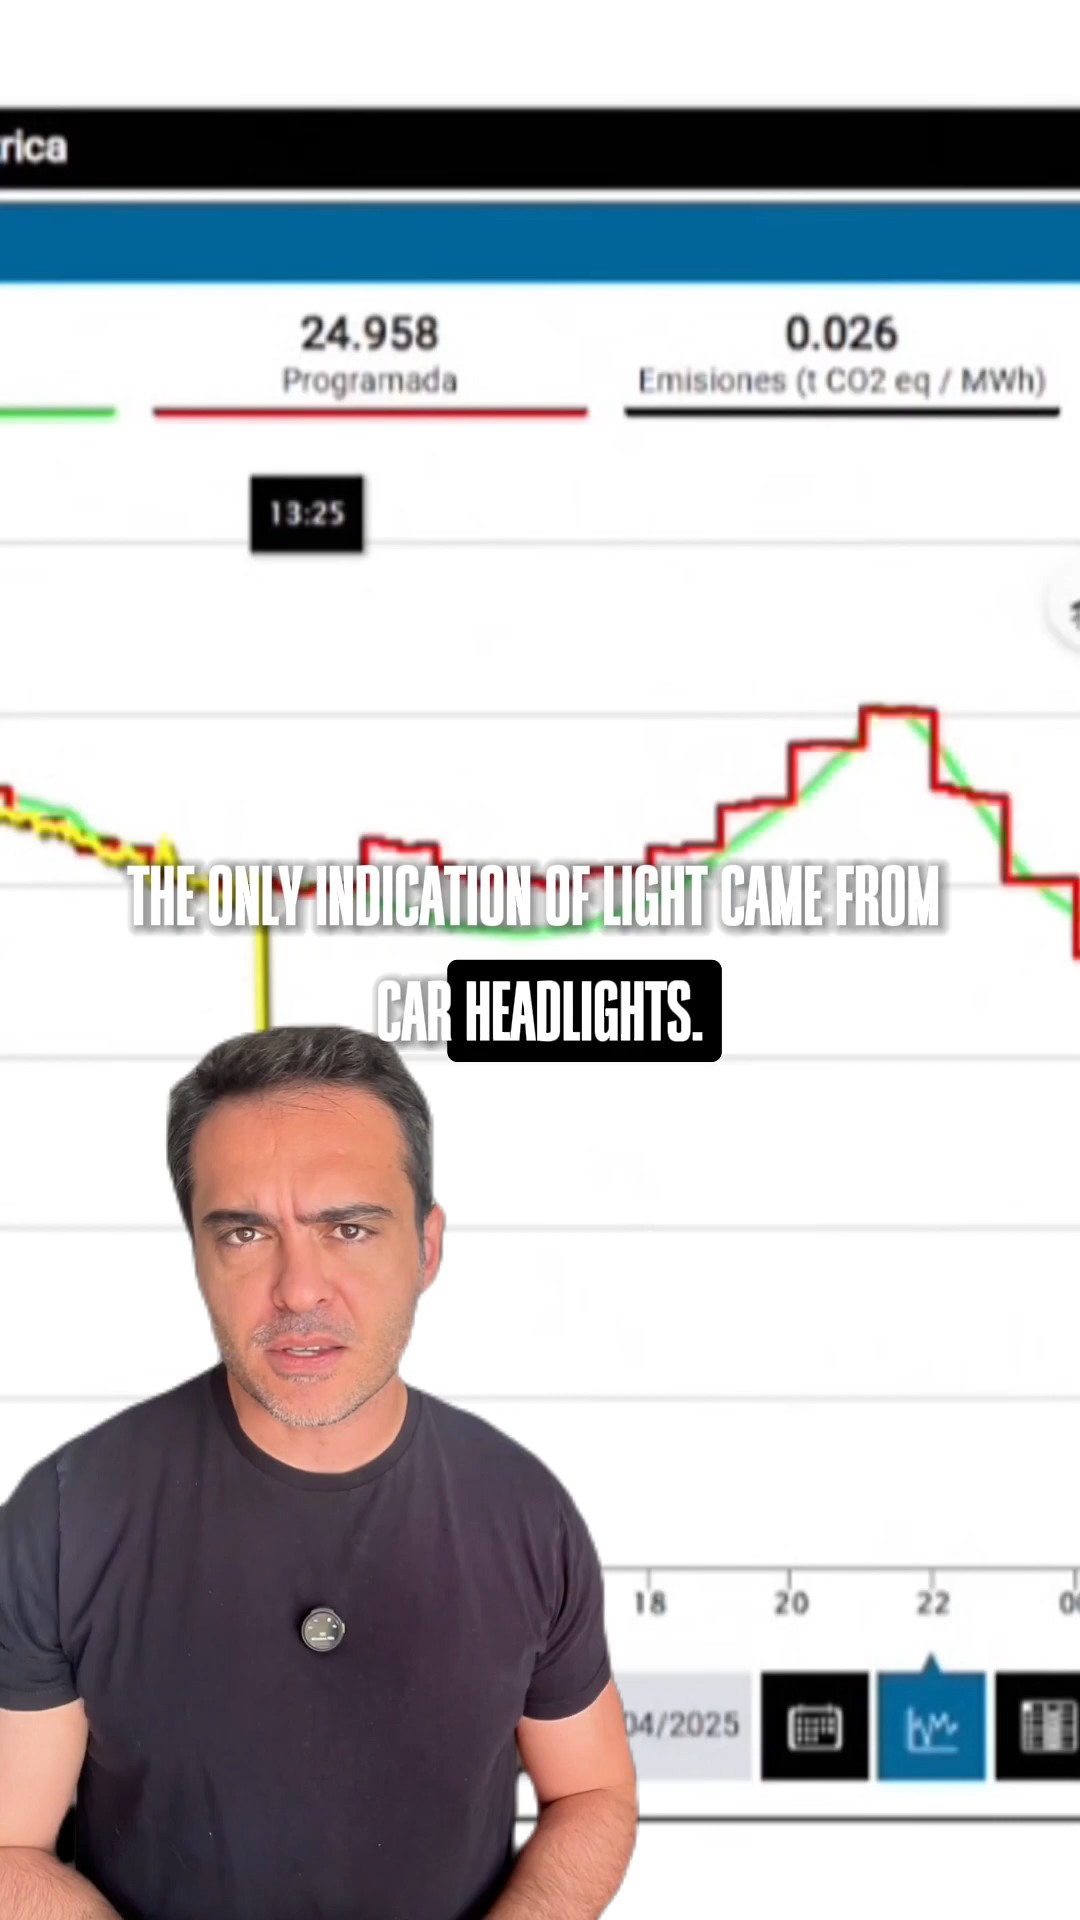 rica
24.958
0.026
Programada
Emisiones (t CO2 eq / MWh)
13:25
THE ONLY INDICATION OF LIGHT CAME FROM
CAR HEADLIGHTS.
18 20 22
04/2025